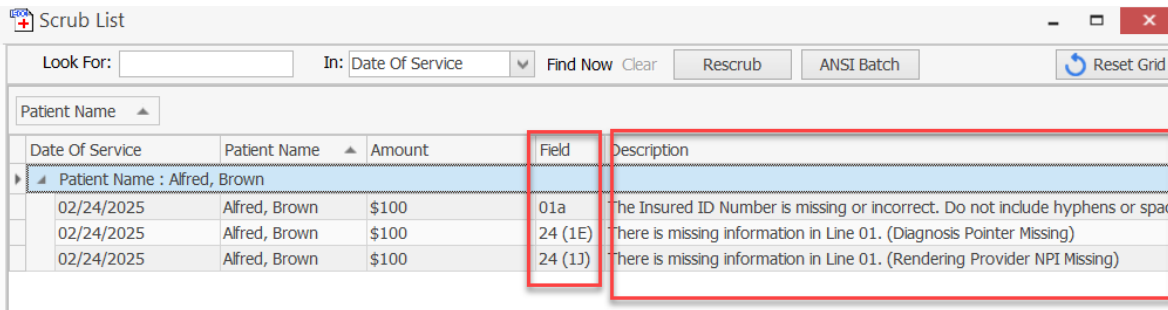 Scrub List
Look For: In: Date Of Service Find Now Clear Rescrub ANSI Batch Reset Grid
Patient Name
Date Of Service Patient Name Amount Field Description
Patient Name : Alfred, Brown
02/24/2025 Alfred, Brown $100 01a The Insured ID Number is missing or incorrect. Do not include hyphens or
02/24/2025 Alfred, Brown $100 24 (1E) There is missing information in Line 01. (Diagnosis Pointer Missing)
02/24/2025 Alfred, Brown $100 24 (1J) There is missing information in Line 01. (Rendering Provider NPI Missing)